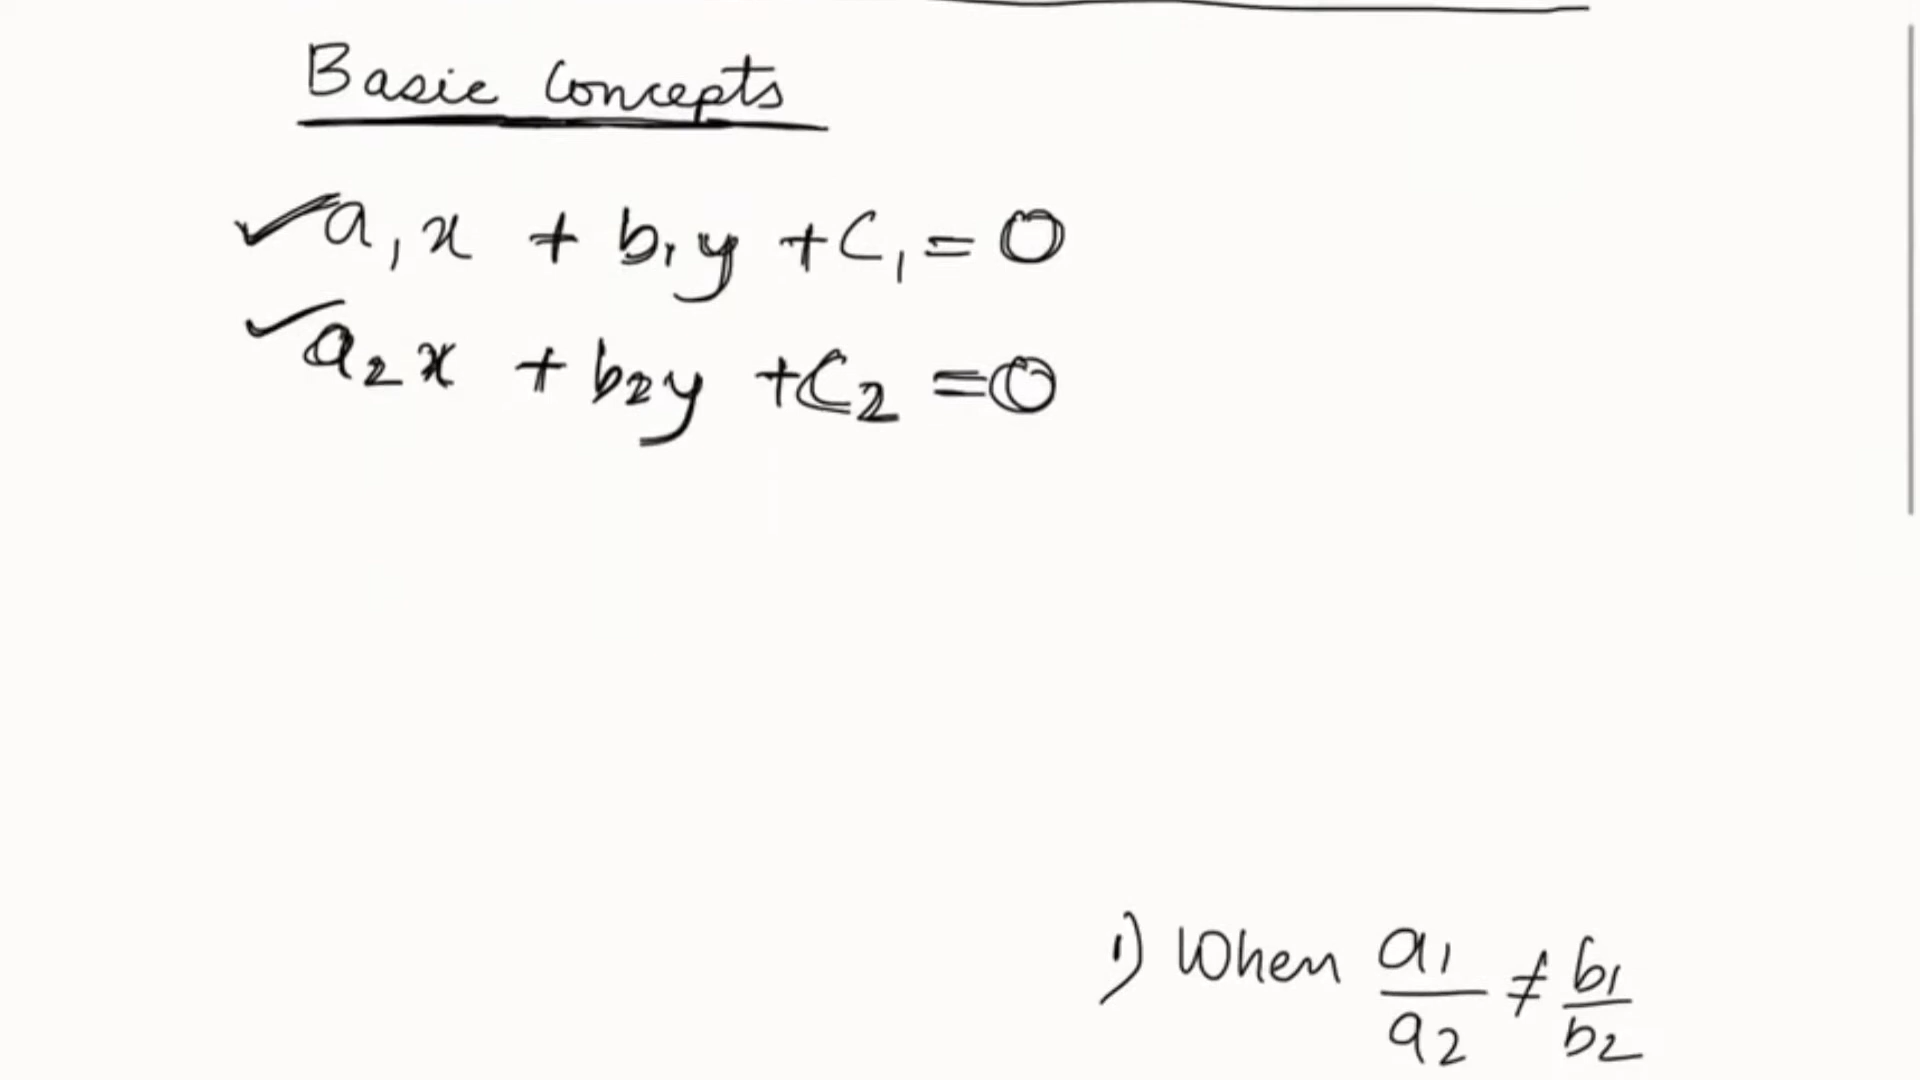 Basic Concepts
a₁x + b₁y + C₁ = 0
a₂x + b₂y + C₂ = 0
1) When a₁/a₂ ≠ b₁/b₂